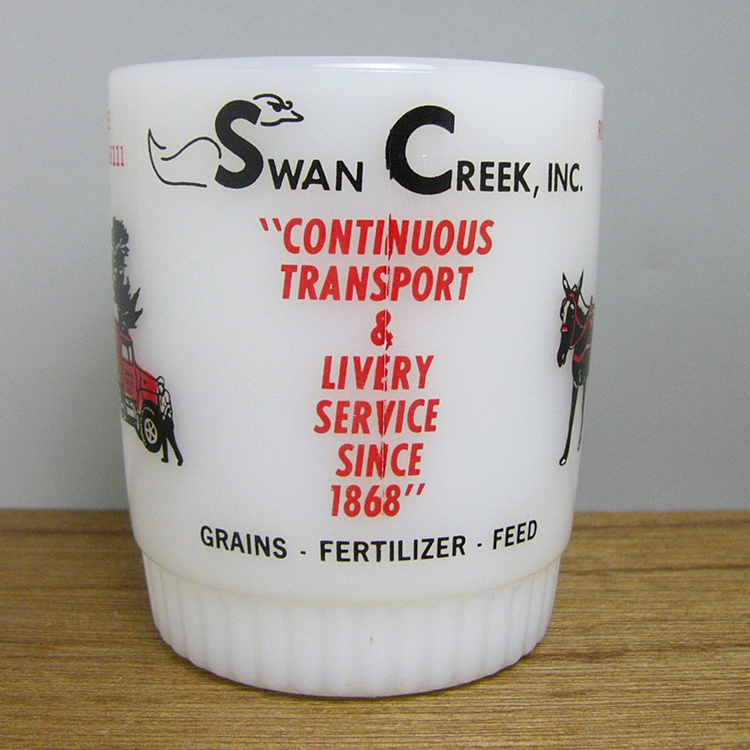 SWAN CREEK, INC.
"CONTINUOUS
TRANSPORT
&
LIVERY
SERVICE
SINCE
1868"
GRAINS - FERTILIZER - FEED